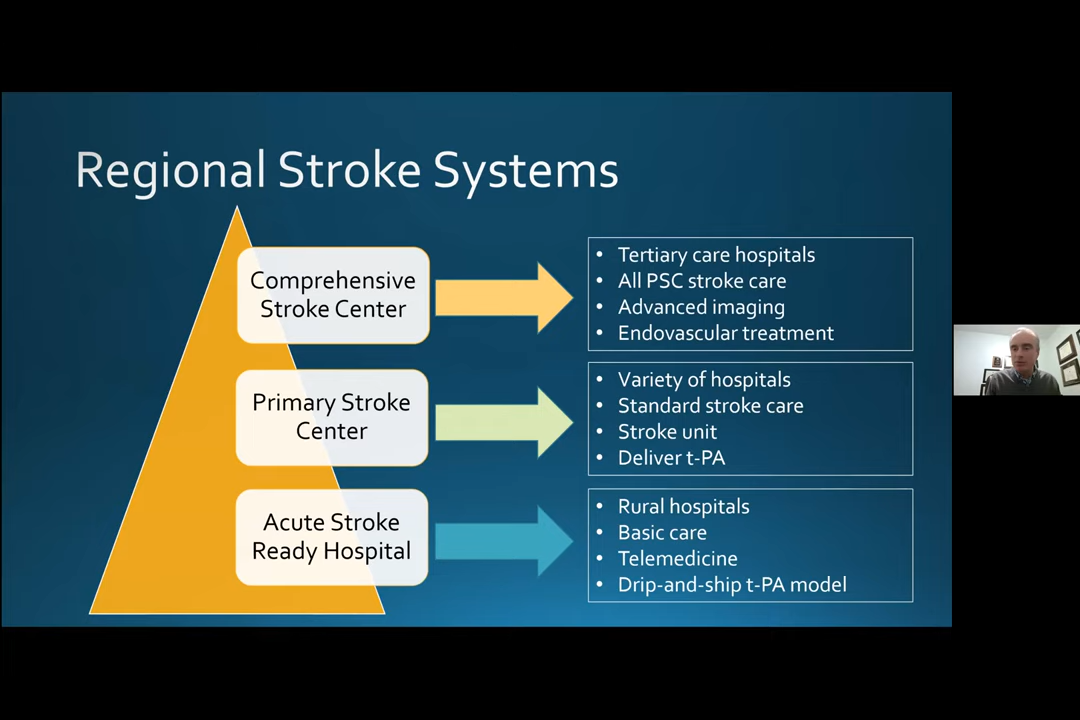 Regional Stroke Systems
Comprehensive
Stroke Center
• Tertiary care hospitals
• All PSC stroke care
• Advanced imaging
• Endovascular treatment
Primary Stroke
Center
• Variety of hospitals
• Standard stroke care
• Stroke unit
• Deliver t-PA
Acute Stroke
Ready Hospital
• Rural hospitals
• Basic care
• Telemedicine
• Drip-and-ship t-PA model